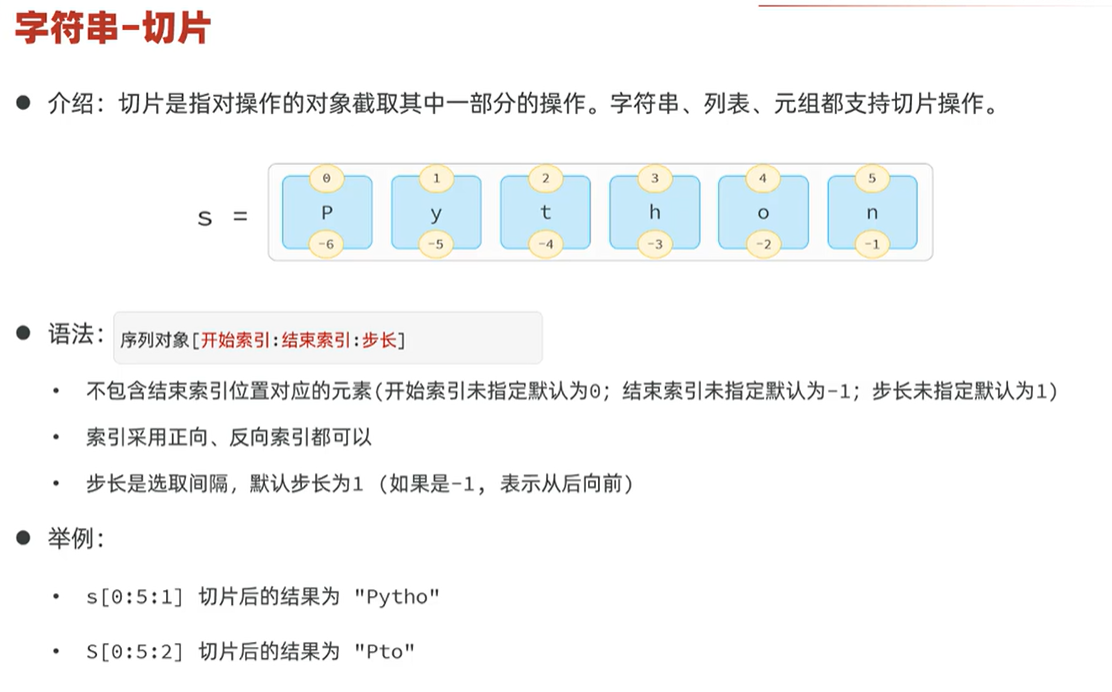 字符串-切片
● 介绍：切片是指对操作的对象截取其中一部分的操作。字符串、列表、元组都支持切片操作。
0 1 2 3 4 5
s = P y t h o n
-6 -5 -4 -3 -2 -1
● 语法：序列对象[开始索引:结束索引:步长]
• 不包含结束索引位置对应的元素(开始索引未指定默认为0；结束索引未指定默认为-1；步长未指定默认为1)
• 索引采用正向、反向索引都可以
• 步长是选取间隔，默认步长为1 (如果是-1, 表示从后向前)
● 举例：
• s[0:5:1] 切片后的结果为 "Pytho"
• S[0:5:2] 切片后的结果为 "Pto"